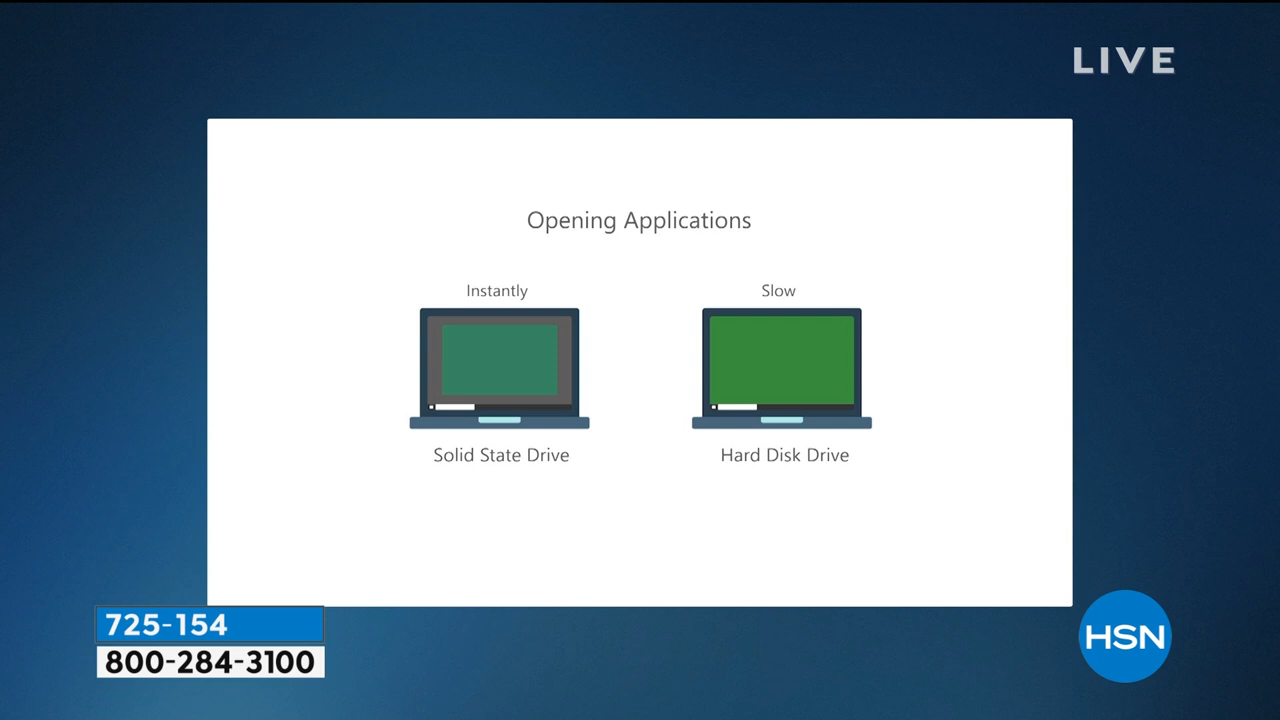 LIVE
Opening Applications
Instantly
Slow
Solid State Drive
Hard Disk Drive
725-154
800-284-3100
HSN